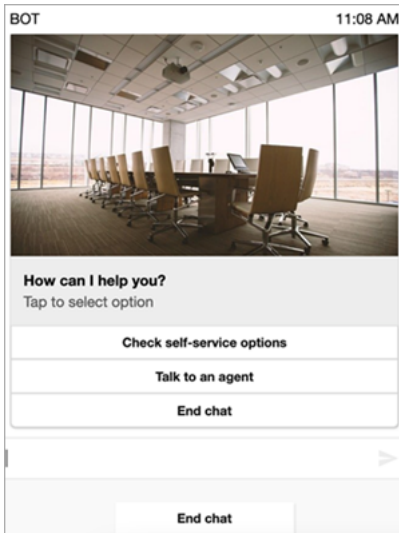 BOT 11:08 AM
How can I help you?
Tap to select option
Check self-service options
Talk to an agent
End chat
End chat